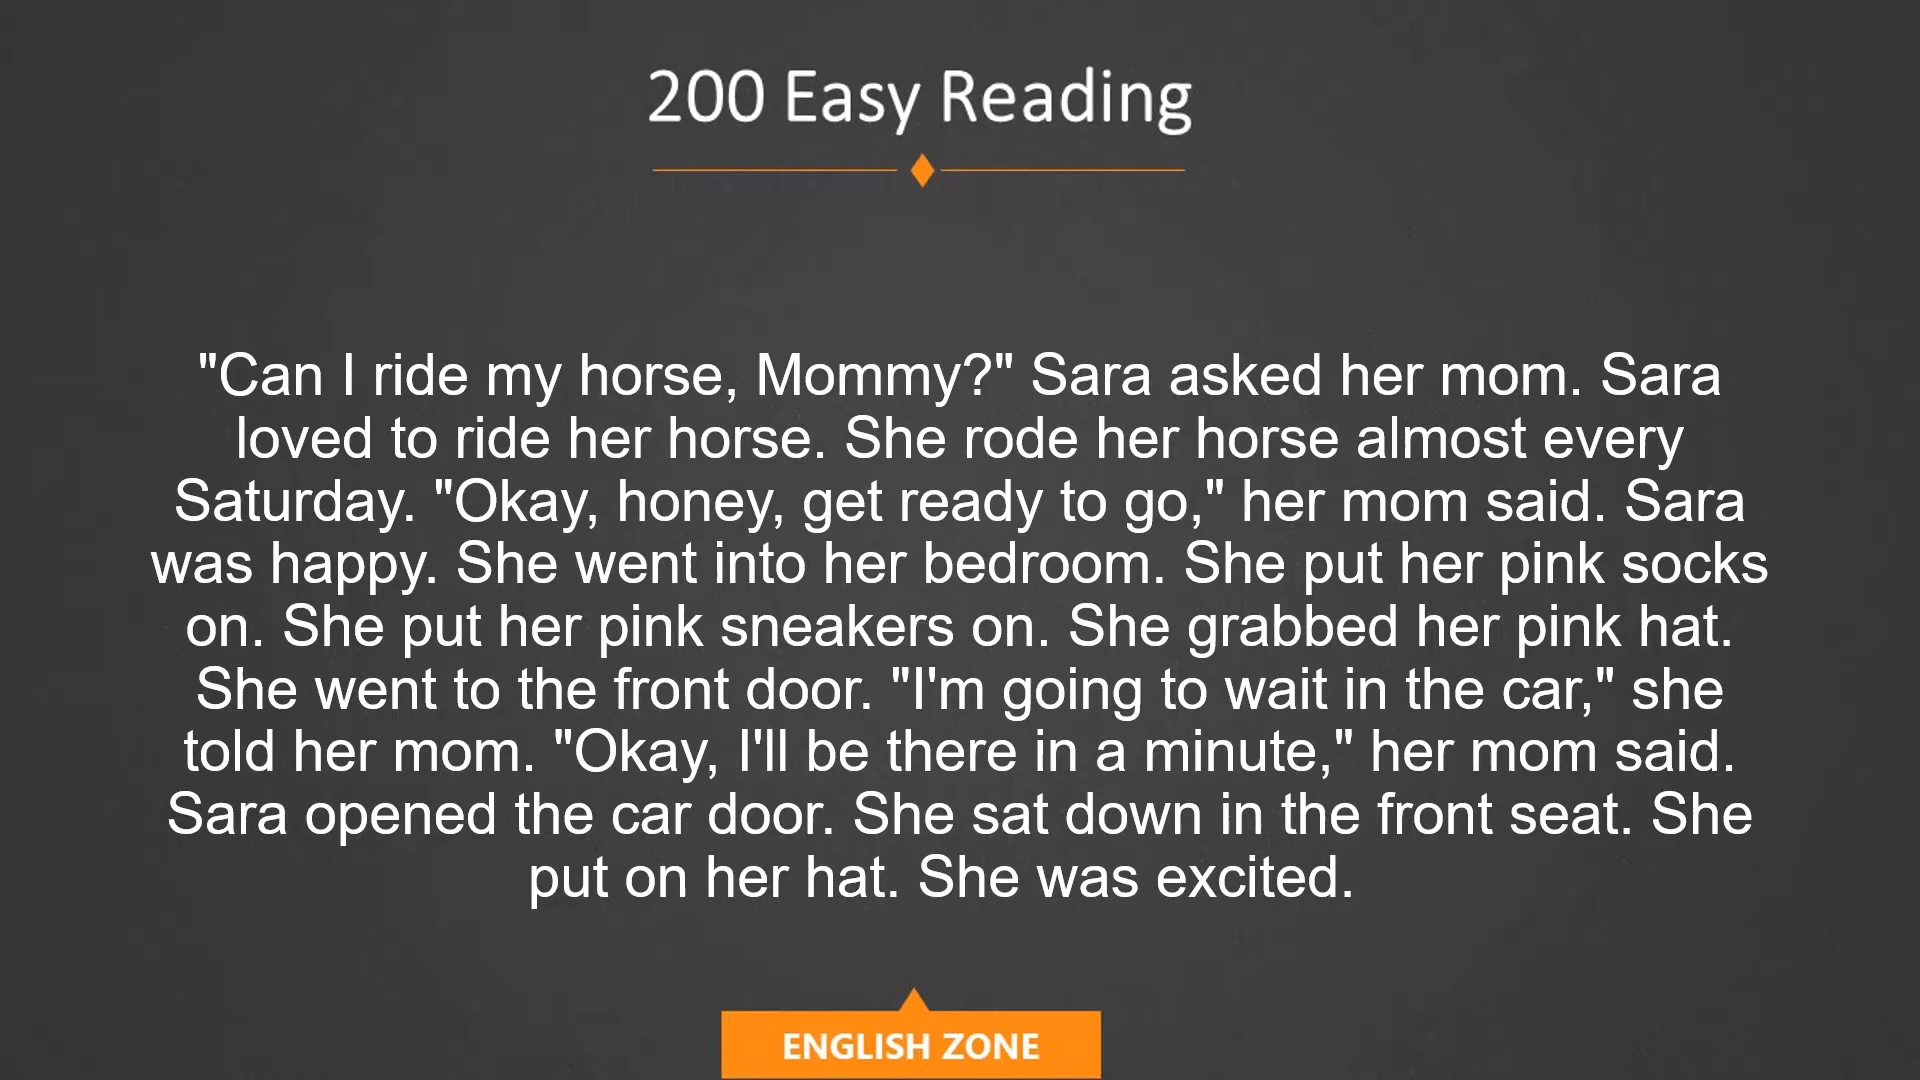 200 Easy Reading
"Can I ride my horse, Mommy?" Sara asked her mom. Sara
loved to ride her horse. She rode her horse almost every
Saturday. "Okay, honey, get ready to go," her mom said. Sara
was happy. She went into her bedroom. She put her pink socks
on. She put her pink sneakers on. She grabbed her pink hat.
She went to the front door. "I'm going to wait in the car," she
told her mom. "Okay, I'll be there in a minute," her mom said.
Sara opened the car door. She sat down in the front seat. She
put on her hat. She was excited.
ENGLISH ZONE